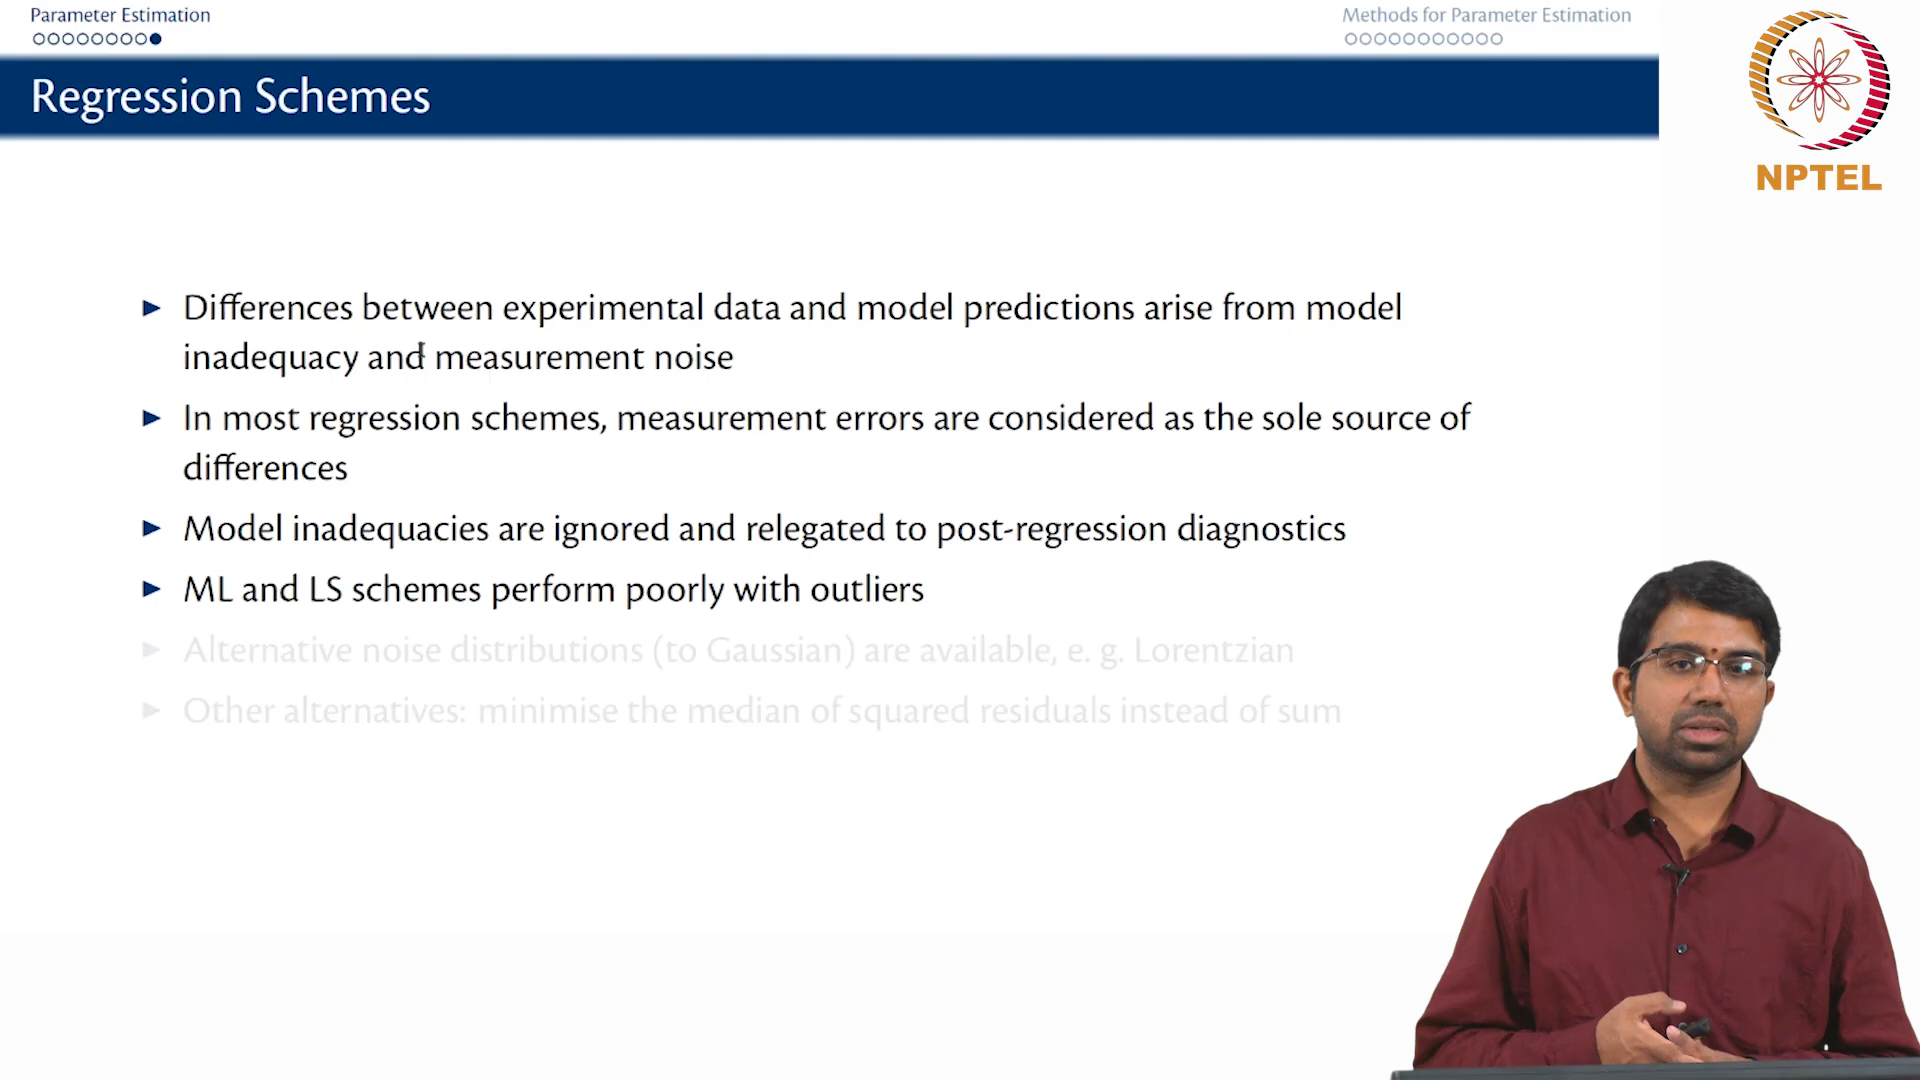 Parameter Estimation
Methods for Parameter Estimation
Regression Schemes
NPTEL
► Differences between experimental data and model predictions arise from model
inadequacy and measurement noise
► In most regression schemes, measurement errors are considered as the sole source of
differences
► Model inadequacies are ignored and relegated to post-regression diagnostics
► ML and LS schemes perform poorly with outliers
► Alternative noise distributions (to Gaussian) are available, e. g. Lorentzian
► Other alternatives: minimise the median of squared residuals instead of sum